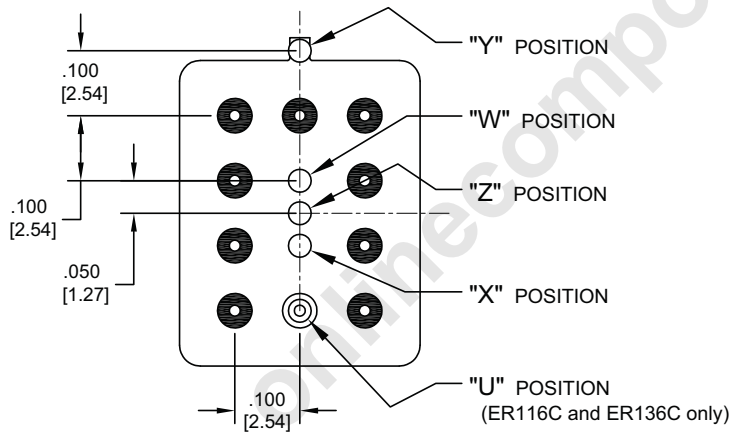 "Y" POSITION
.100
[2.54]
"W" POSITION
"Z" POSITION
.100
[2.54]
.050
[1.27]
"X" POSITION
"U" POSITION
(ER116C and ER136C only)
.100
[2.54]
onlinecompo